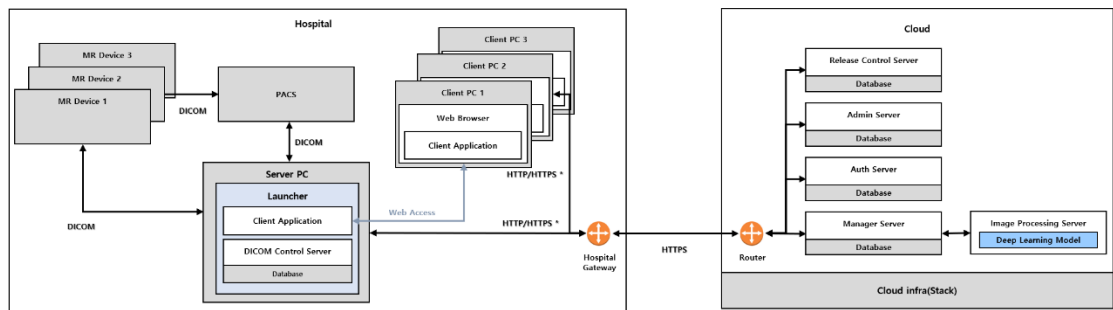 Hospital
MR Device 3
MR Device 2
MR Device 1
DICOM
PACS
DICOM
DICOM
Client PC 3
Client PC 2
Client PC 1
Web Browser
Client Application
HTTP/HTTPS *
Server PC
Launcher
Client Application
Web Access
DICOM Control Server
Database
HTTP/HTTPS *
Hospital
Gateway
HTTPS
Cloud
Release Control Server
Database
Admin Server
Database
Auth Server
Database
Manager Server
Database
Image Processing Server
Deep Learning Model
Router
Cloud infra(Stack)